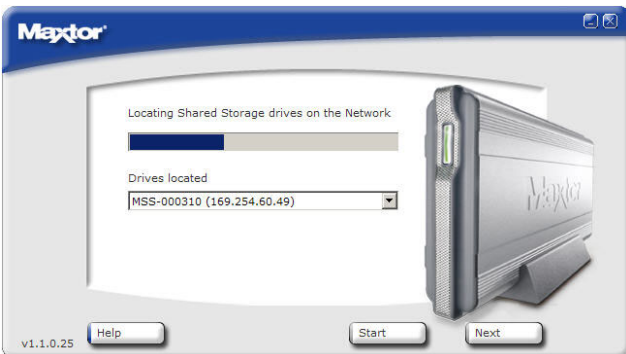 Maxtor
Locating Shared Storage drives on the Network
Drives located
MSS-000310 (169.254.60.49)
Maxtor
v1.1.0.25
Help
Start
Next